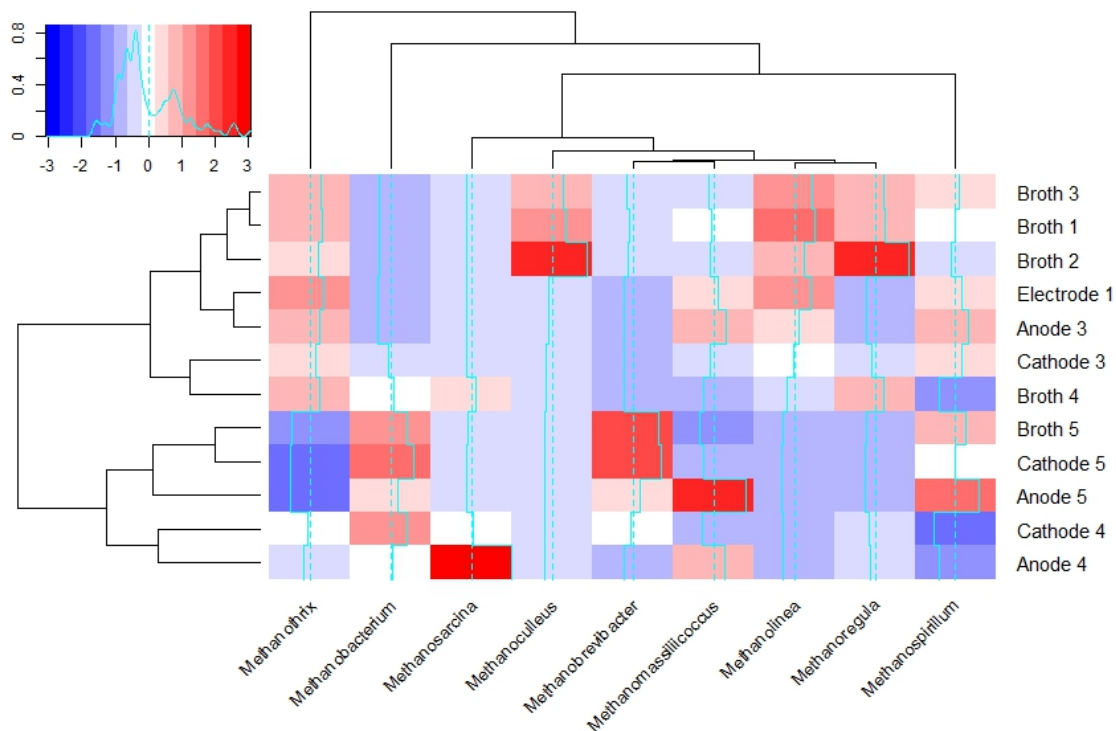 0.8
0.4
0
-3 -2 -1 0 1 2 3
Broth 3
Broth 1
Broth 2
Electrode 1
Anode 3
Cathode 3
Broth 4
Broth 5
Cathode 5
Anode 5
Cathode 4
Anode 4
Methanothrix
Methanobacterium
Methanosarcina
Methanoculleus
Methanobrevibacter
Methanomassiliicoccus
Methanolinea
Methanoregula
Methanospirillum